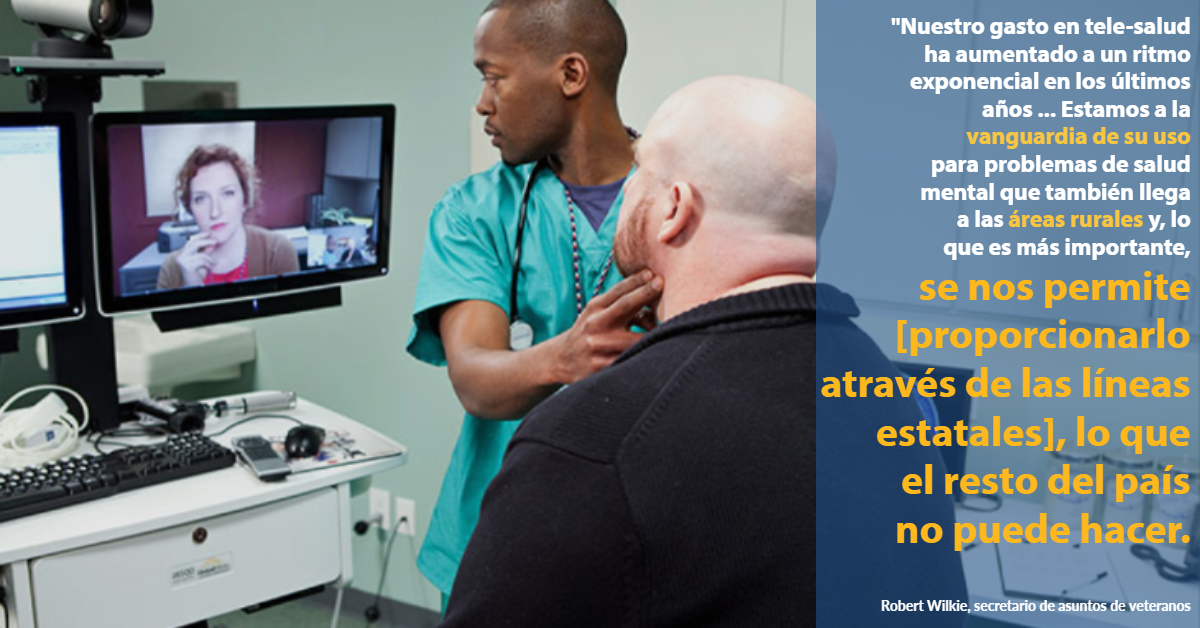 "Nuestro gasto en tele-salud
ha aumentado a un ritmo
exponencial en los últimos
años ... Estamos a la
vanguardia de su uso
para problemas de salud
mental que también llega
a las áreas rurales y, lo
que es más importante,
se nos permite
[proporcionarlo
através de las líneas
estatales], lo que
el resto del país
no puede hacer.
Robert Wilkie, secretario de asuntos de veteranos